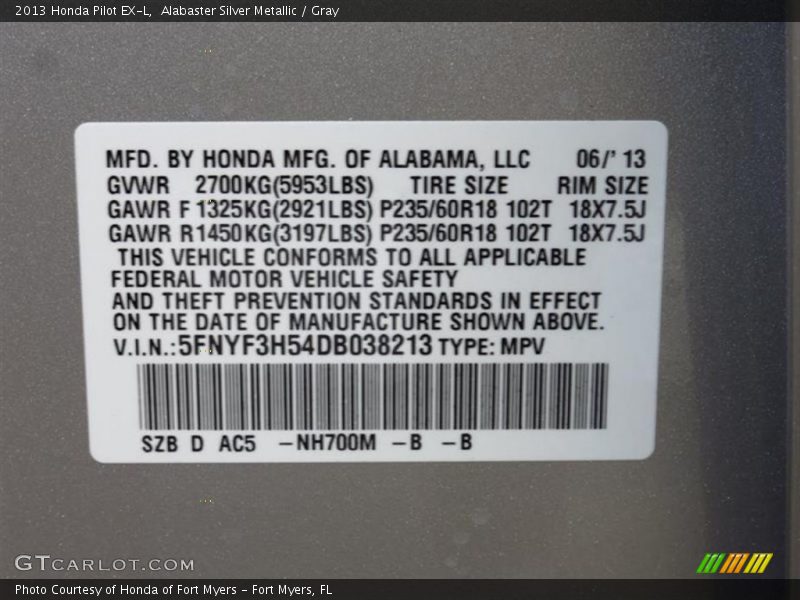 2013 Honda Pilot EX-L, Alabaster Silver Metallic / Gray
MFD. BY HONDA MFG. OF ALABAMA, LLC 06/' 13
GVWR 2700KG(5953LBS) TIRE SIZE RIM SIZE
GAWR F 1325KG(2921LBS) P235/60R18 102T 18X7.5J
GAWR R1450KG(3197LBS) P235/60R18 102T 18X7.5J
THIS VEHICLE CONFORMS TO ALL APPLICABLE
FEDERAL MOTOR VEHICLE SAFETY
AND THEFT PREVENTION STANDARDS IN EFFECT
ON THE DATE OF MANUFACTURE SHOWN ABOVE.
V.I.N.:5FNYF3H54DB038213 TYPE: MPV
SZB D AC5 -NH700M -B -B
GTCARLOT.COM
Photo Courtesy of Honda of Fort Myers - Fort Myers, FL